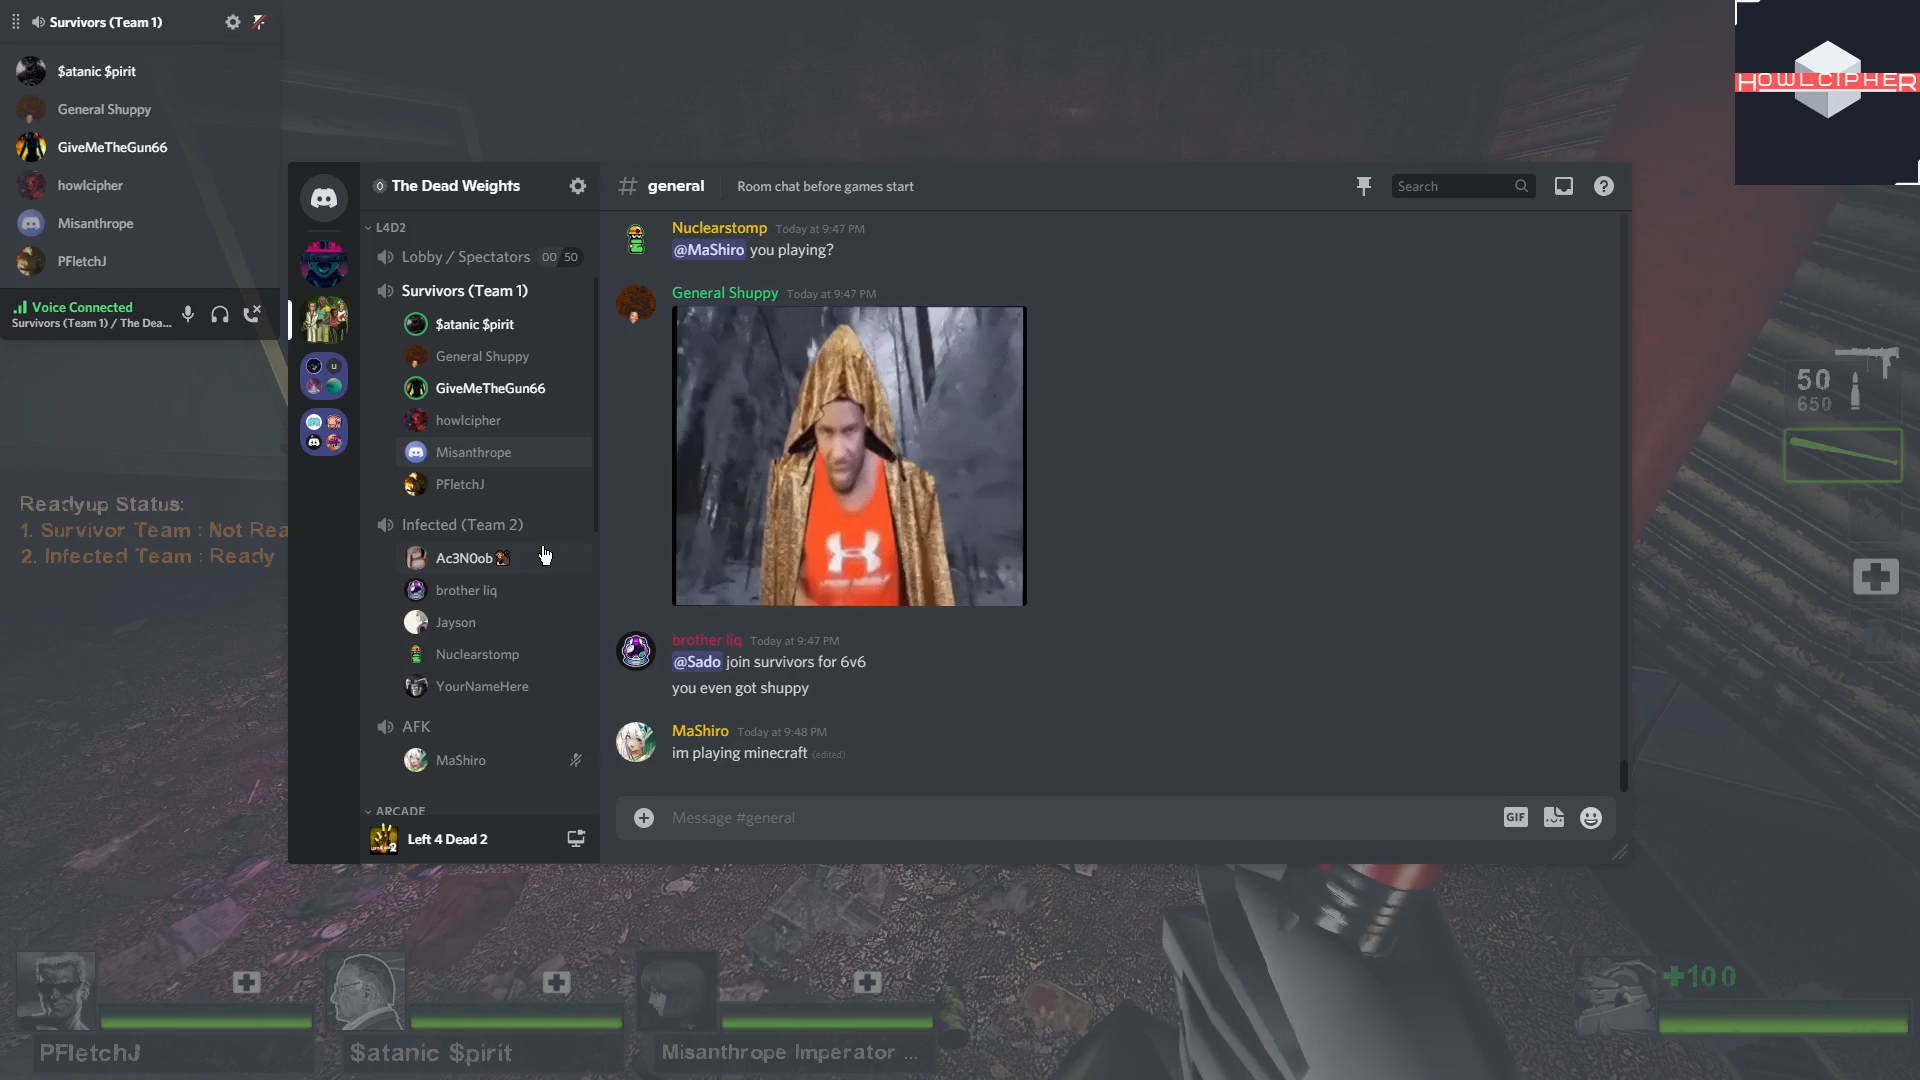 Survivors (Team 1)
$atanic $pirit
General Shuppy
GiveMeTheGun66
howlcipher
Misanthrope
PFletchJ
Voice Connected
Survivors (Team 1) / The Dea...
Readyup Status:
1. Survivor Team : Not Rea
2. Infected Team : Ready
The Dead Weights
L4D2
Lobby / Spectators 00 50
Survivors (Team 1)
$atanic $pirit
General Shuppy
GiveMeTheGun66
howlcipher
Misanthrope
PFletchJ
Infected (Team 2)
Ac3N0ob
brother liq
Jayson
Nuclearstomp
YourNameHere
AFK
MaShiro
ARCADE
Left 4 Dead 2
general Room chat before games start
Search
Nuclearstomp Today at 9:47 PM
@MaShiro you playing?
General Shuppy Today at 9:47 PM
brother liq Today at 9:47 PM
@Sado join survivors for 6v6
you even got shuppy
MaShiro Today at 9:48 PM
im playing minecraft (edited)
Message #general
GIF
HOWLCIPHER
50
650
+100
PFletchJ
$atanic $pirit
Misanthrope Imperator ...